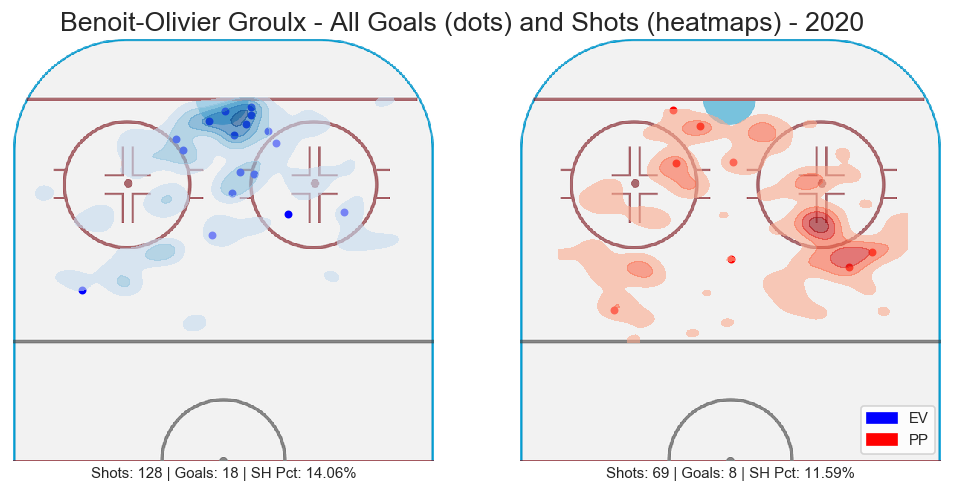 Benoit-Olivier Groulx - All Goals (dots) and Shots (heatmaps) - 2020
EV
PP
Shots: 128 | Goals: 18 | SH Pct: 14.06%
Shots: 69 | Goals: 8 | SH Pct: 11.59%